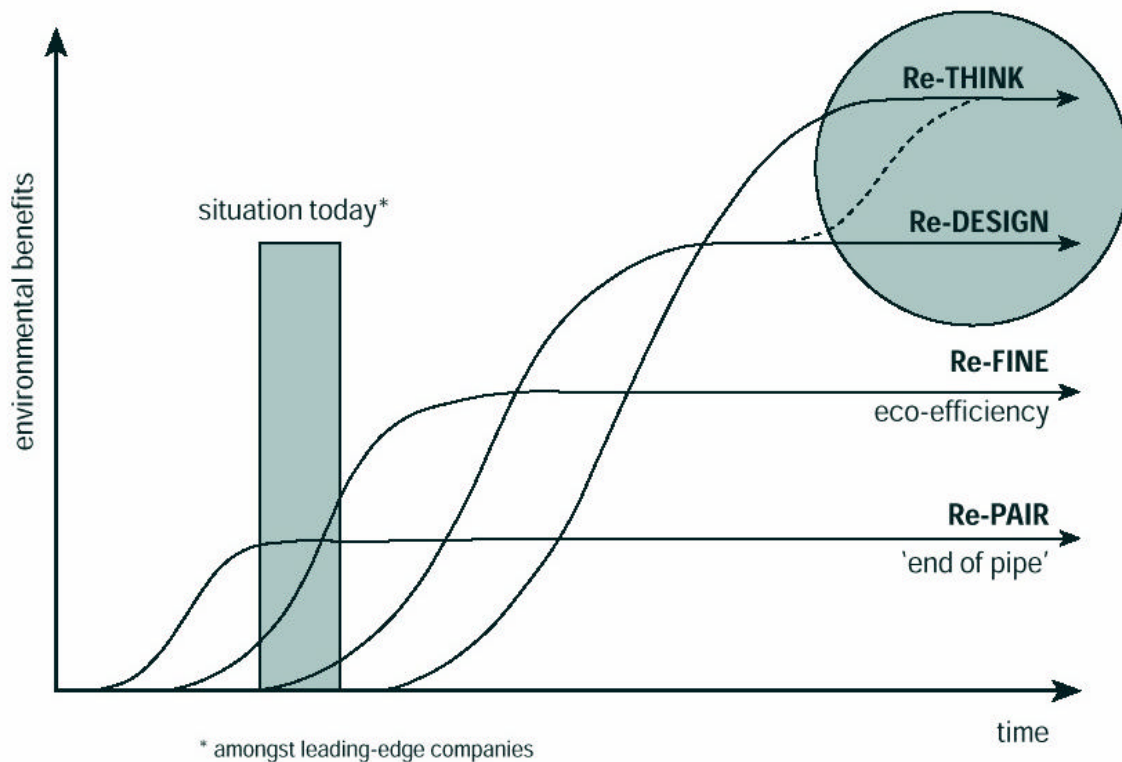 Re-THINK
situation today*
Re-DESIGN
environmental benefits
Re-FINE
eco-efficiency
Re-PAIR
‘end of pipe’
time
* amongst leading-edge companies